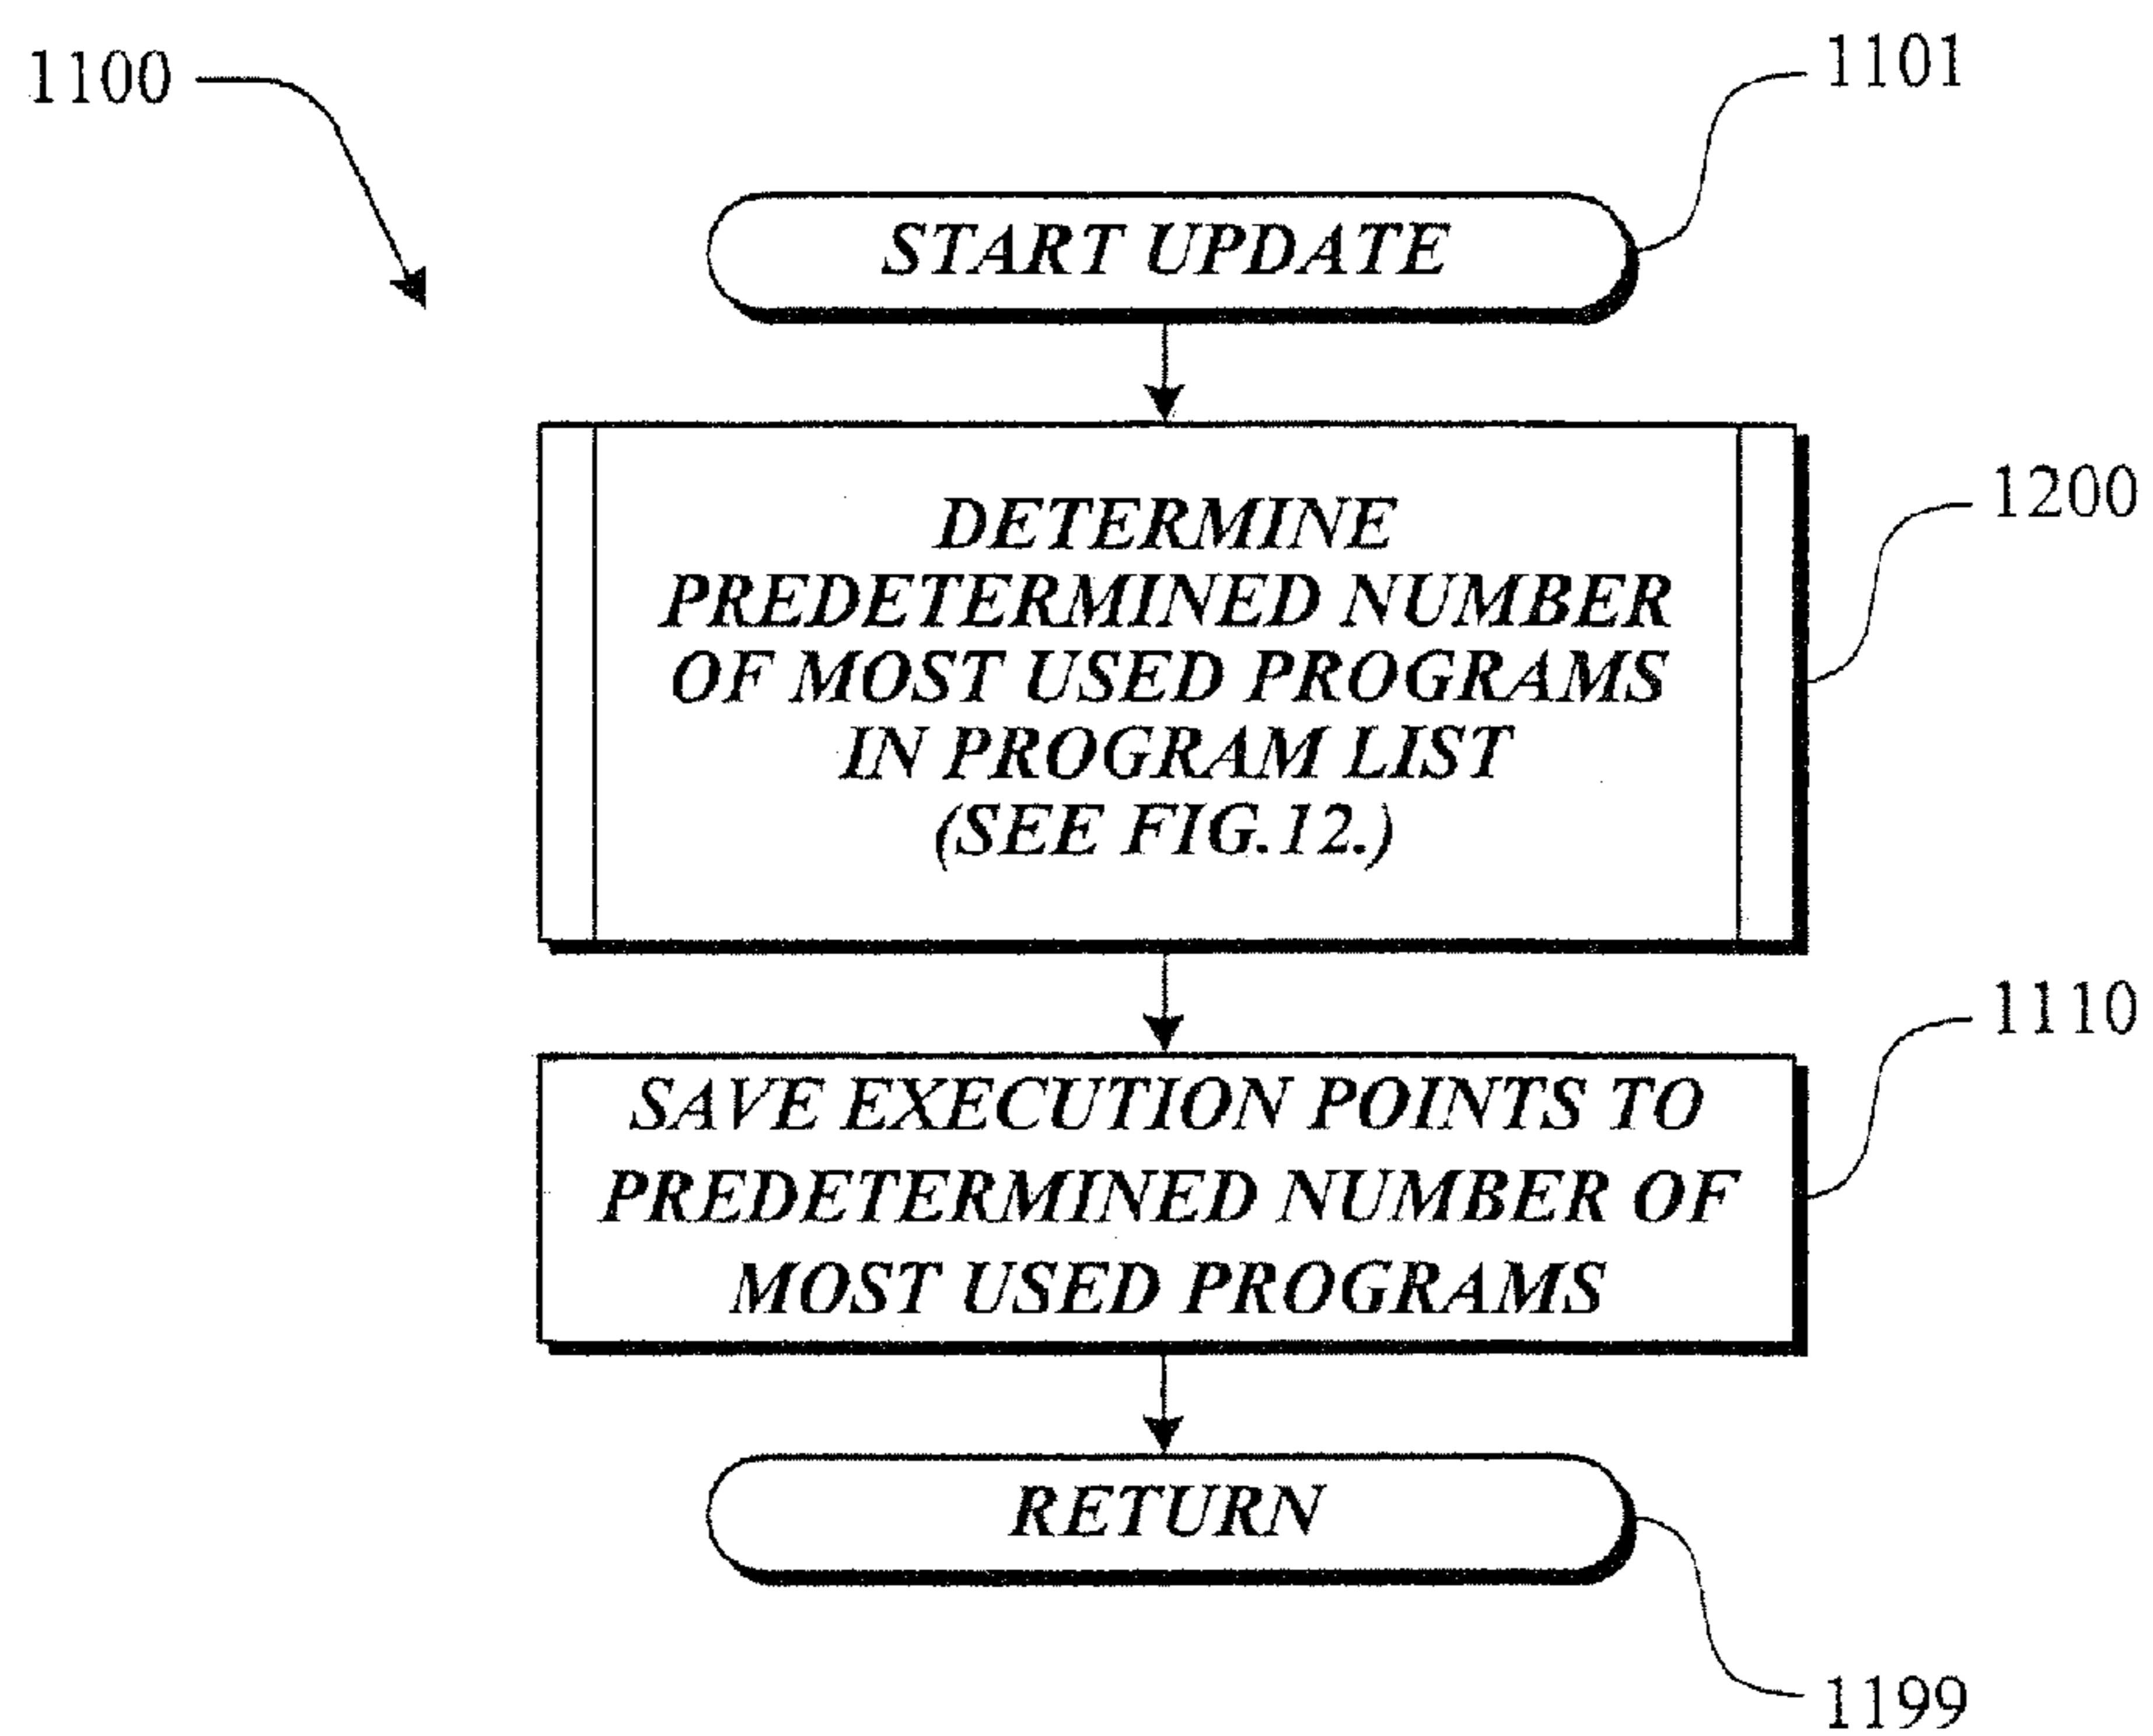 1100
1101
START UPDATE
DETERMINE
PREDETERMINED NUMBER
OF MOST USED PROGRAMS
IN PROGRAM LIST
(SEE FIG.12.)
1200
SAVE EXECUTION POINTS TO
PREDETERMINED NUMBER OF
MOST USED PROGRAMS
1110
RETURN
1199